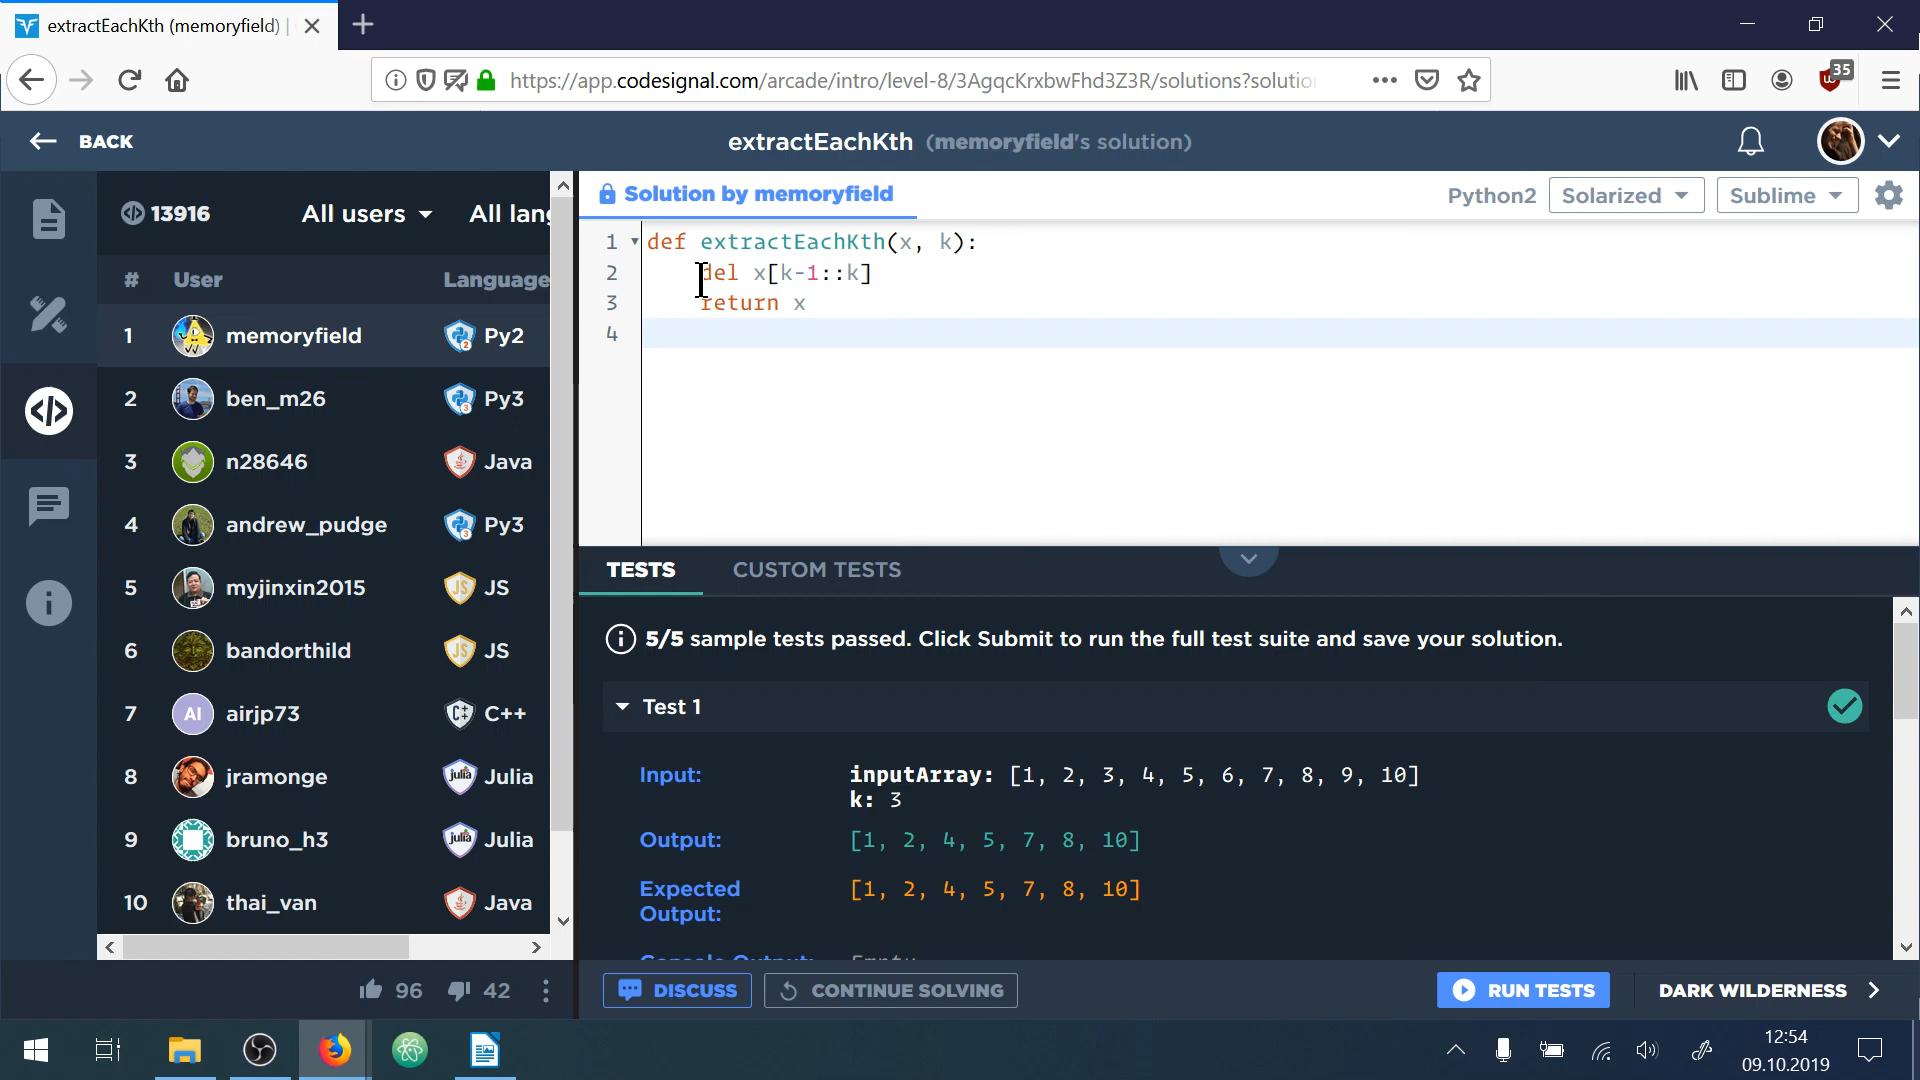 extractEachKth (memoryfield) |
https://app.codesignal.com/arcade/intro/level-8/3AgqcKrxbwFhd3Z3R/solutions?solutio
35
BACK
extractEachKth (memoryfield's solution)
13916 All users All lang
# User Language
1 memoryfield Py2
2 ben_m26 Py3
3 n28646 Java
4 andrew_pudge Py3
5 myjinxin2015 JS
6 bandorthild JS
7 AI airjp73 C++
8 jramonge Julia
9 bruno_h3 Julia
10 thai_van Java
96 42
Solution by memoryfield Python2 Solarized Sublime
1 def extractEachKth(x, k):
2 del x[k-1::k]
3 return x
4
TESTS CUSTOM TESTS
5/5 sample tests passed. Click Submit to run the full test suite and save your solution.
Test 1
Input: inputArray: [1, 2, 3, 4, 5, 6, 7, 8, 9, 10]
k: 3
Output: [1, 2, 4, 5, 7, 8, 10]
Expected Output: [1, 2, 4, 5, 7, 8, 10]
Console Output: Empty
DISCUSS CONTINUE SOLVING RUN TESTS DARK WILDERNESS
12:54
09.10.2019